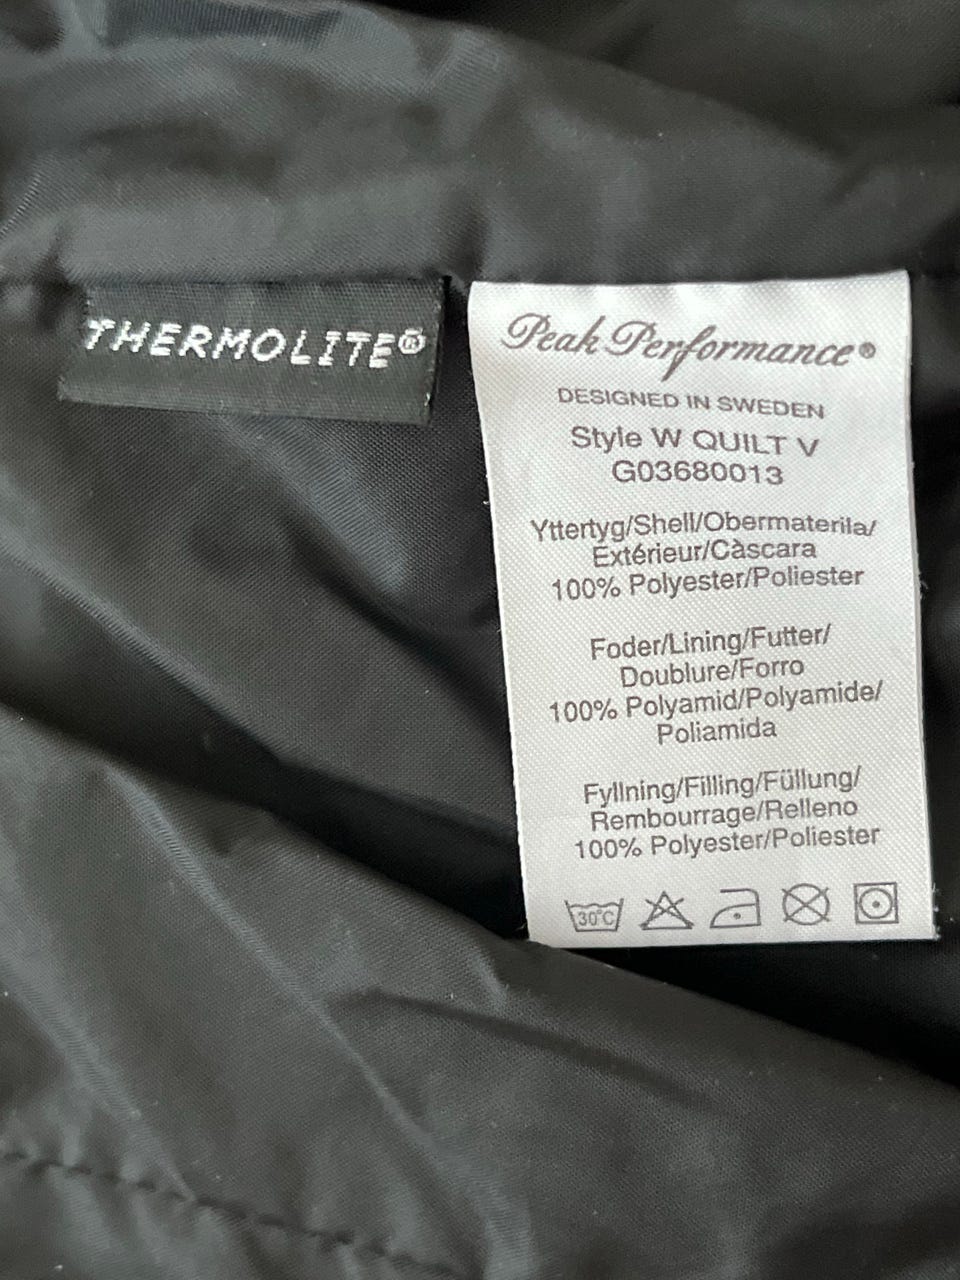 THERMOLITE®
Peak Performance®
DESIGNED IN SWEDEN
Style W QUILT V
G03680013
Yttertyg/Shell/Obermaterila/
Extérieur/Càscara
100% Polyester/Poliester
Foder/Lining/Futter/
Doublure/Forro
100% Polyamid/Polyamide/
Poliamida
Fyllning/Filling/Füllung/
Rembourrage/Relleno
100% Polyester/Poliester
30°C